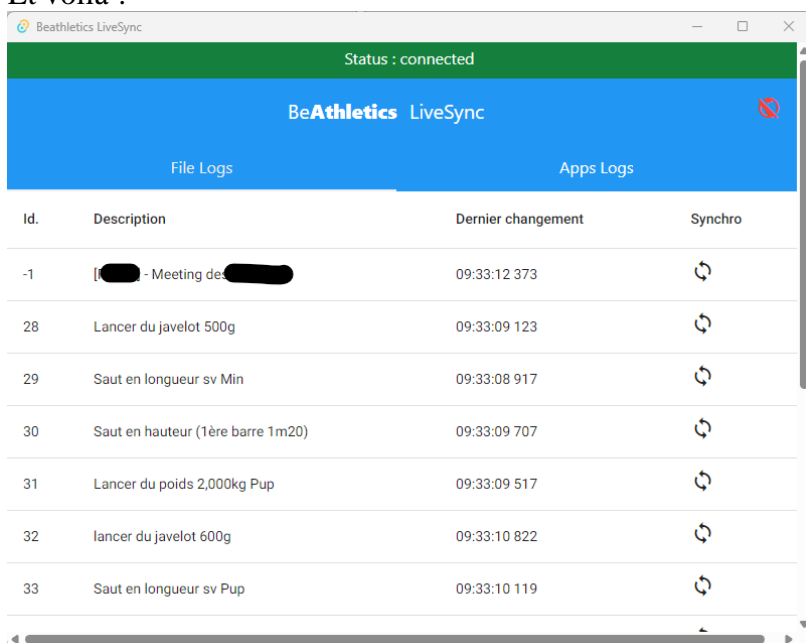 Et voilà !
Beathletics LiveSync
Status : connected
BeAthletics LiveSync
File Logs Apps Logs
Id. Description Dernier changement Synchro
-1 [ - Meeting des 09:33:12 373
28 Lancer du javelot 500g 09:33:09 123
29 Saut en longueur sv Min 09:33:08 917
30 Saut en hauteur (1ère barre 1m20) 09:33:09 707
31 Lancer du poids 2,000kg Pup 09:33:09 517
32 lancer du javelot 600g 09:33:10 822
33 Saut en longueur sv Pup 09:33:10 119